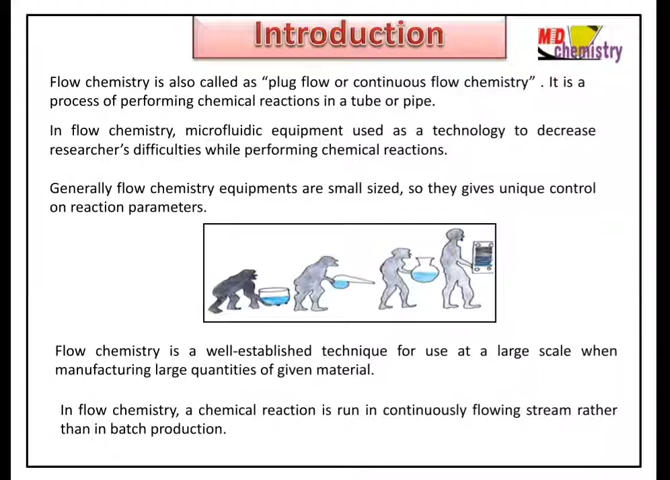 Introduction
MD
chemistry
Flow chemistry is also called as “plug flow or continuous flow chemistry” . It is a
process of performing chemical reactions in a tube or pipe.
In flow chemistry, microfluidic equipment used as a technology to decrease
researcher’s difficulties while performing chemical reactions.
Generally flow chemistry equipments are small sized, so they gives unique control
on reaction parameters.
Flow chemistry is a well-established technique for use at a large scale when
manufacturing large quantities of given material.
In flow chemistry, a chemical reaction is run in continuously flowing stream rather
than in batch production.